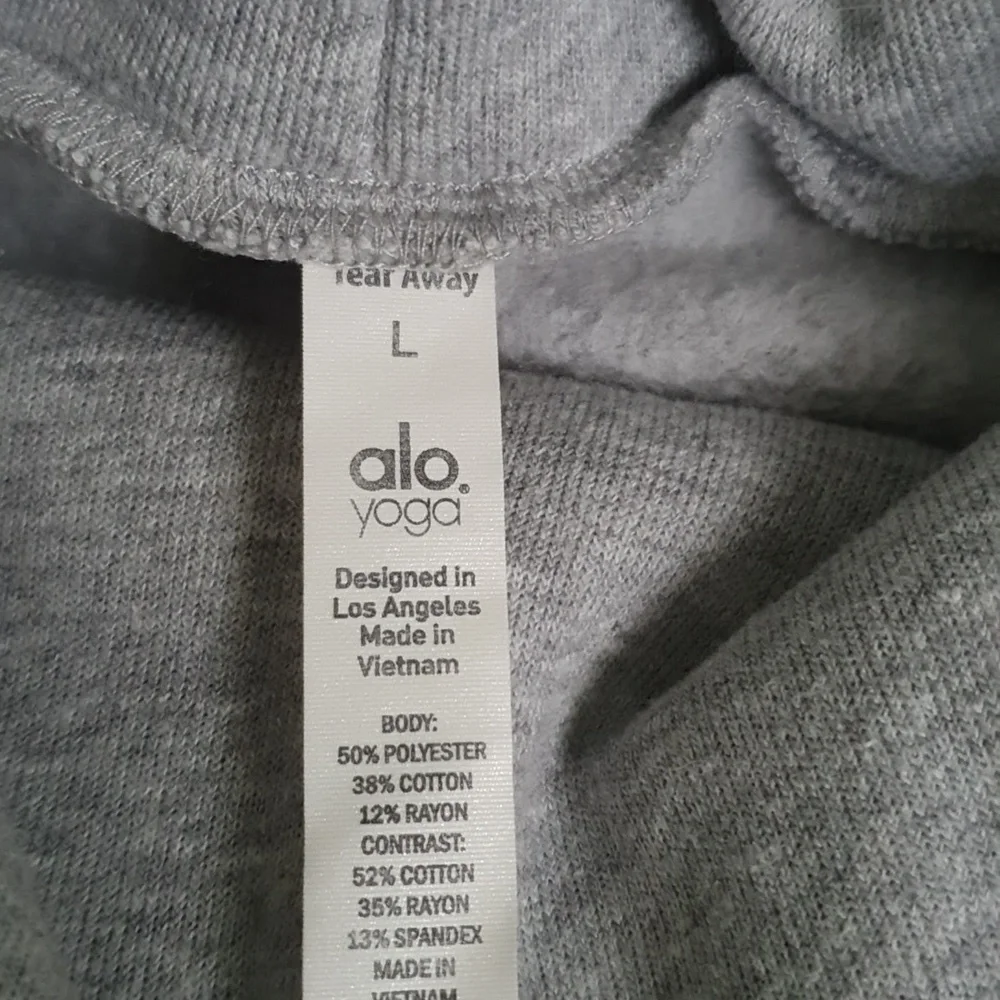 Tear Away
L
alo®
yoga
Designed in
Los Angeles
Made in
Vietnam
BODY:
50% POLYESTER
38% COTTON
12% RAYON
CONTRAST:
52% COTTON
35% RAYON
13% SPANDEX
MADE IN
VIETNAM